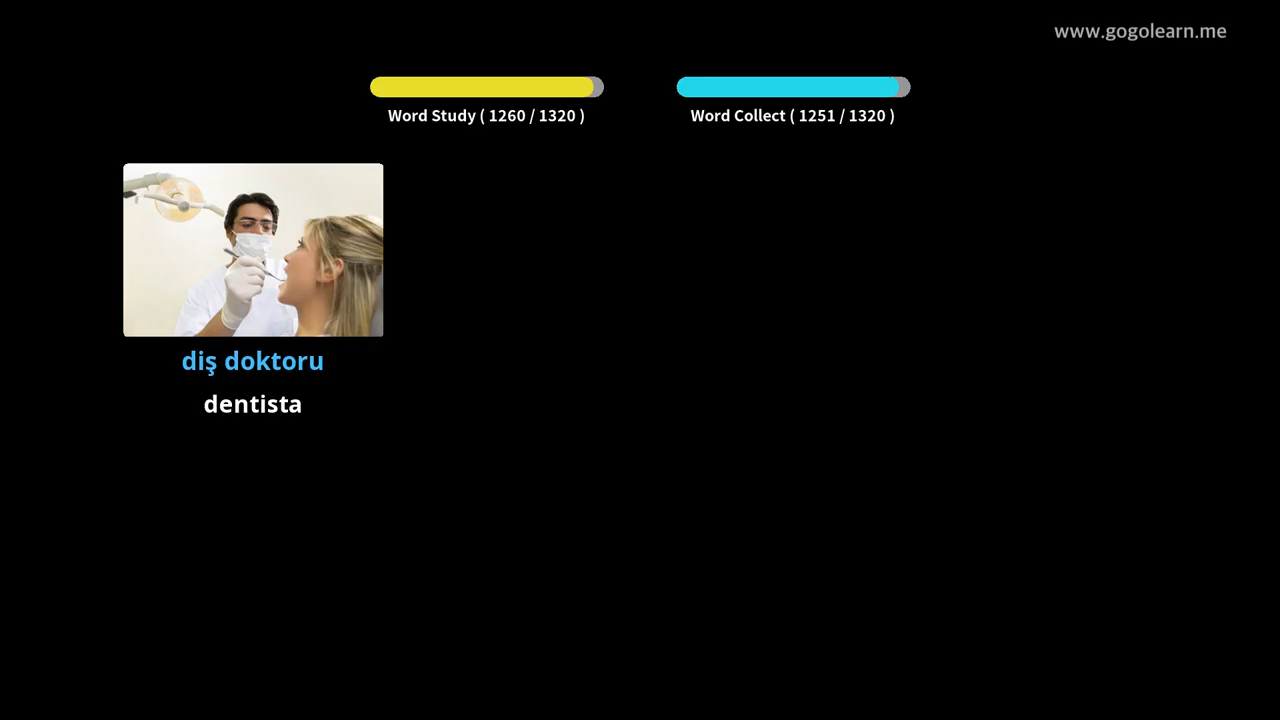 www.gogolearn.me
Word Study ( 1260 / 1320 )
Word Collect ( 1251 / 1320 )
diş doktoru
dentista